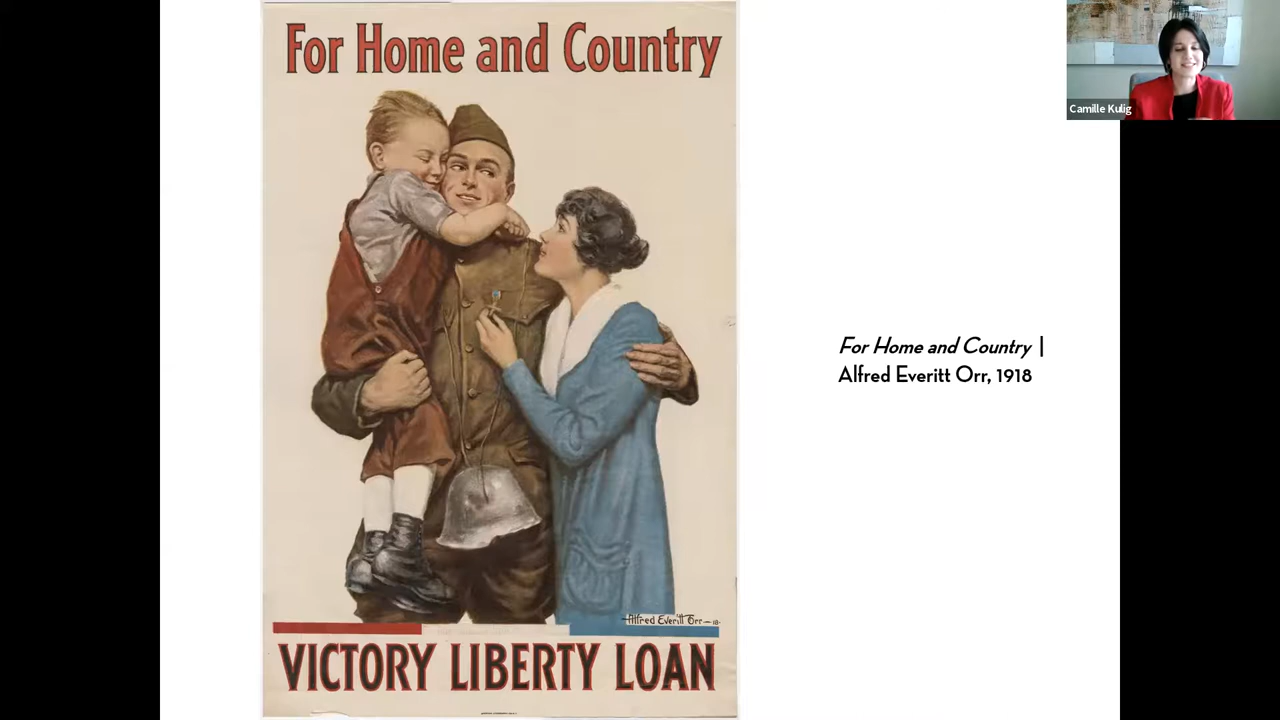 For Home and Country
Camille Kulig
For Home and Country |
Alfred Everitt Orr, 1918
Alfred Everitt Orr-18-
VICTORY LIBERTY LOAN